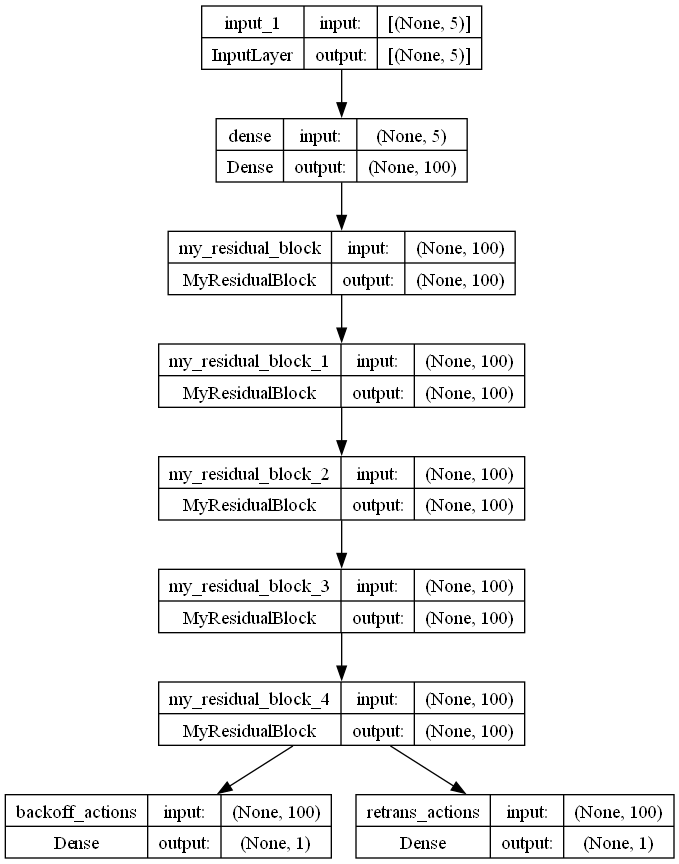 input_1 input: [(None, 5)]
InputLayer output: [(None, 5)]
dense input: (None, 5)
Dense output: (None, 100)
my_residual_block input: (None, 100)
MyResidualBlock output: (None, 100)
my_residual_block_1 input: (None, 100)
MyResidualBlock output: (None, 100)
my_residual_block_2 input: (None, 100)
MyResidualBlock output: (None, 100)
my_residual_block_3 input: (None, 100)
MyResidualBlock output: (None, 100)
my_residual_block_4 input: (None, 100)
MyResidualBlock output: (None, 100)
backoff_actions input: (None, 100)
Dense output: (None, 1)
retrans_actions input: (None, 100)
Dense output: (None, 1)